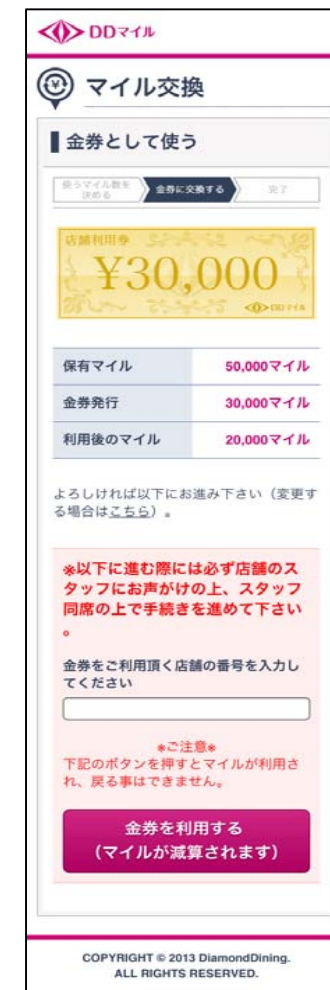 DDマイル
マイル交換
金券として使う
使うマイル数を
決める
金券に交換する
完了
店舗利用券
¥30,000
DDマイル
保有マイル
50,000マイル
金券発行
30,000マイル
利用後のマイル
20,000マイル
よろしければ以下にお進み下さい（変更す
る場合はこちら）。
※以下に進む際には必ず店舗のス
タッフにお声がけの上、スタッフ
同席の上で手続きを進めて下さい
。
金券をご利用頂く店舗の番号を入力し
てください
※ご注意※
下記のボタンを押すとマイルが利用さ
れ、戻る事はできません。
金券を利用する
（マイルが減算されます）
COPYRIGHT © 2013 DiamondDining.
ALL RIGHTS RESERVED.